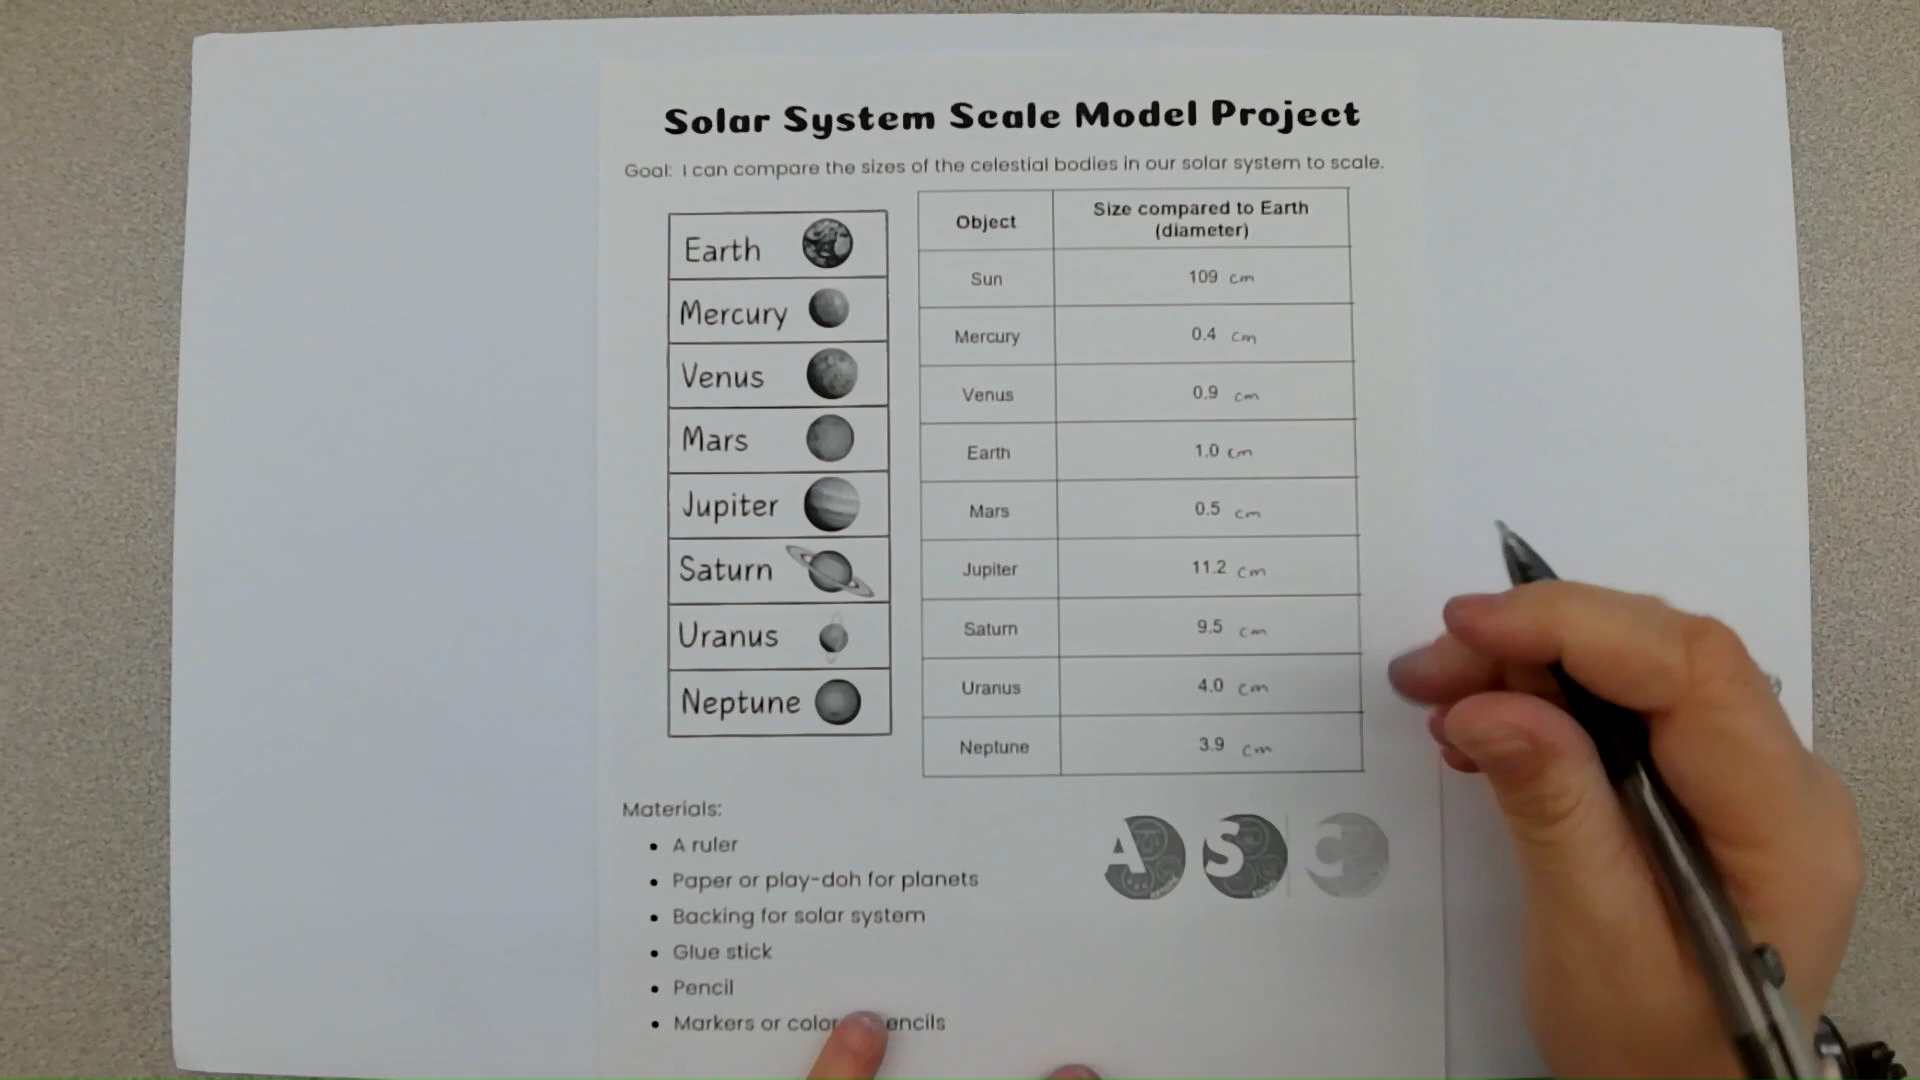 Solar System Scale Model Project
Goal: I can compare the sizes of the celestial bodies in our solar system to scale.
Earth
Mercury
Venus
Mars
Jupiter
Saturn
Uranus
Neptune
Object Size compared to Earth
(diameter)
Sun 109 cm
Mercury 0.4 cm
Venus 0.9 cm
Earth 1.0 cm
Mars 0.5 cm
Jupiter 11.2 cm
Saturn 9.5 cm
Uranus 4.0 cm
Neptune 3.9 cm
Materials:
• A ruler
• Paper or play-doh for planets
• Backing for solar system
• Glue stick
• Pencil
• Markers or color encils
A S C